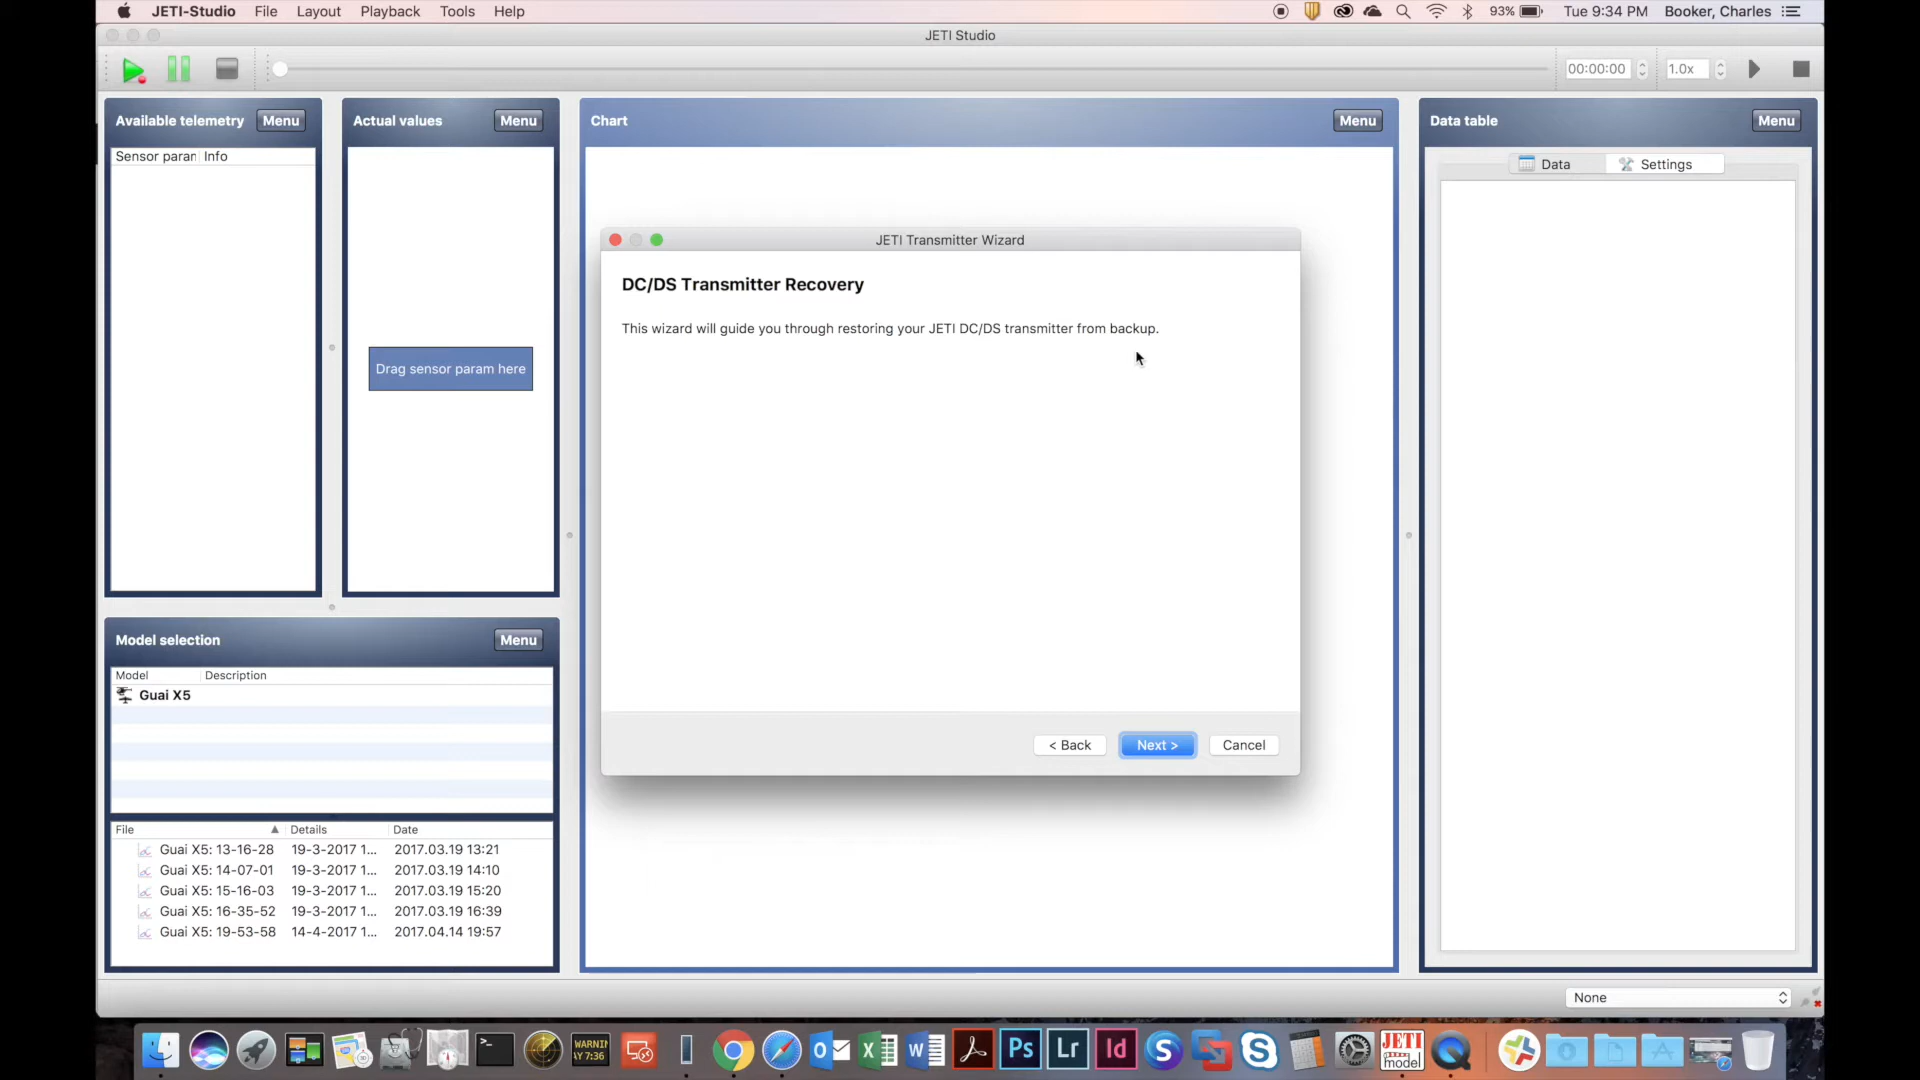 JETI-Studio File Layout Playback Tools Help
93% Tue 9:34 PM Booker, Charles
JETI Studio
00:00:00 1.0x
Available telemetry Menu
Sensor paran Info
Actual values Menu
Drag sensor param here
Chart Menu
Data table Menu
Data Settings
JETI Transmitter Wizard
DC/DS Transmitter Recovery
This wizard will guide you through restoring your JETI DC/DS transmitter from backup.
< Back Next > Cancel
Model selection Menu
Model Description
Guai X5
File Details Date
Guai X5: 13-16-28 19-3-2017 1... 2017.03.19 13:21
Guai X5: 14-07-01 19-3-2017 1... 2017.03.19 14:10
Guai X5: 15-16-03 19-3-2017 1... 2017.03.19 15:20
Guai X5: 16-35-52 19-3-2017 1... 2017.03.19 16:39
Guai X5: 19-53-58 14-4-2017 1... 2017.04.14 19:57
None
WARNIN
AY 7:36
Ps Lr Id
JETI
model